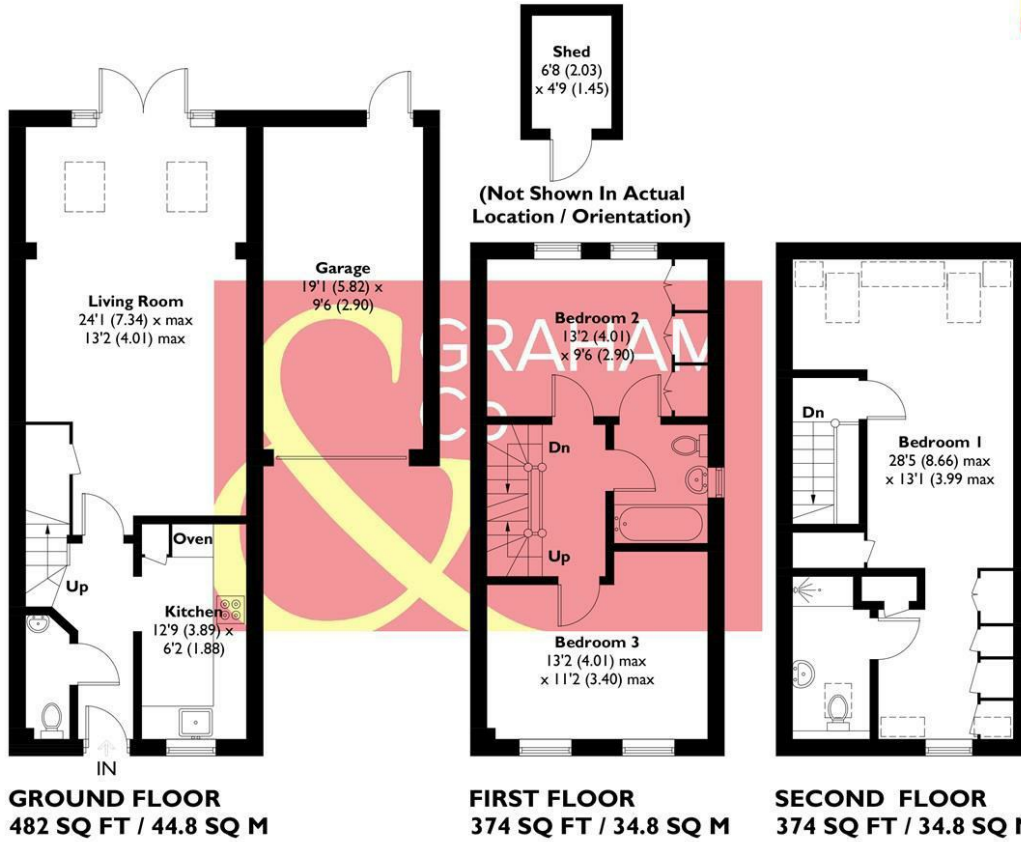 Shed
6'8 (2.03)
x 4'9 (1.45)
(Not Shown In Actual
Location / Orientation)
Living Room
24'1 (7.34) x max
13'2 (4.01) max
Garage
19'1 (5.82) x
9'6 (2.90)
Oven
Up
Kitchen
12'9 (3.89) x
6'2 (1.88)
IN
GROUND FLOOR
482 SQ FT / 44.8 SQ M
&
GRAHAM
Co
Bedroom 2
13'2 (4.01)
x 9'6 (2.90)
Dn
Up
Bedroom 3
13'2 (4.01) max
x 11'2 (3.40) max
FIRST FLOOR
374 SQ FT / 34.8 SQ M
Dn
Bedroom 1
28'5 (8.66) max
x 13'1 (3.99 max
SECOND FLOOR
374 SQ FT / 34.8 SQ M